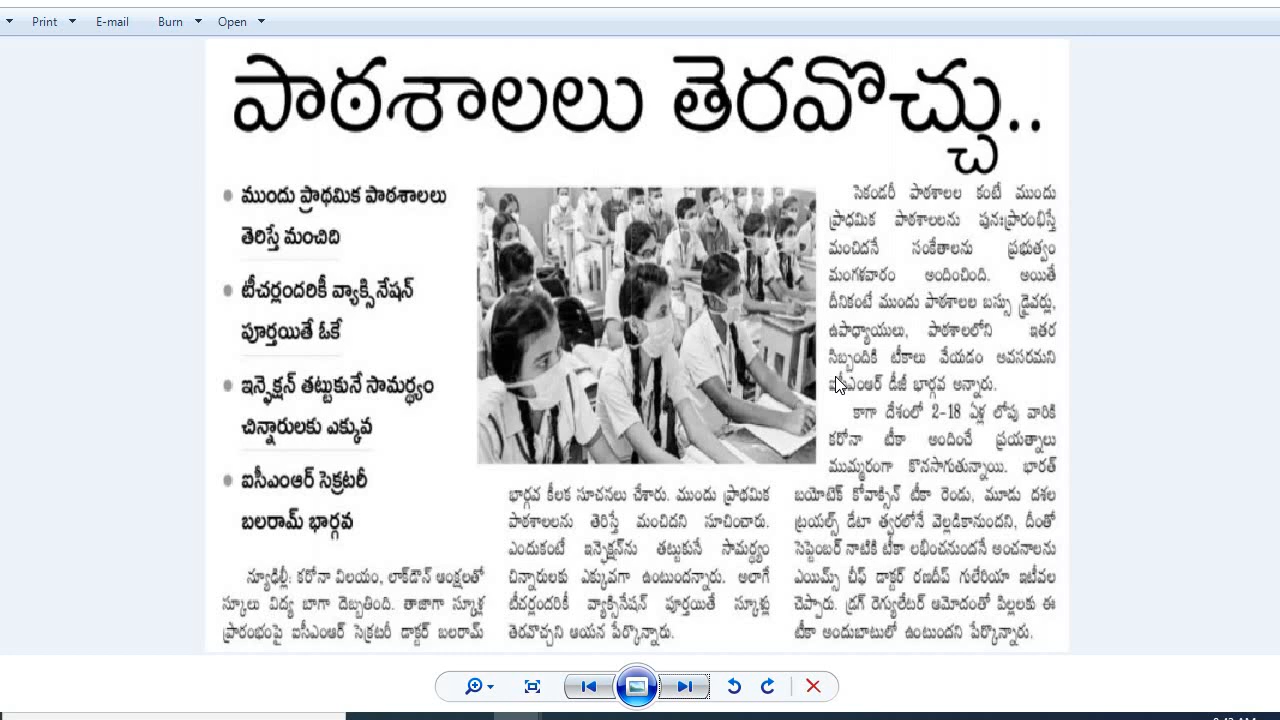 Print
E-mail
Burn
Open
పాఠశాలలు తెరవొచ్చు..
ముందు ప్రాథమిక పాఠశాలలు
తెరిస్తే మంచిది
టీచర్లందరికీ వ్యాక్సినేషన్
పూర్తయితే ఓకే
ఇన్ఫెక్షన్ తట్టుకునే సామర్థ్యం
చిన్నారులకు ఎక్కువ
ఐసీఎంఆర్ సెక్రటరీ
బలరామ్ భార్గవ
న్యూఢిల్లీ: కరోనా విలయం, లాక్‌డౌన్ ఆంక్షలతో
స్కూలు విద్య బాగా దెబ్బతింది. తాజాగా స్కూళ్ల
ప్రారంభంపై ఐసీఎంఆర్ సెక్రటరీ డాక్టర్ బలరామ్
భార్గవ కీలక సూచనలు చేశారు. ముందు ప్రాథమిక
పాఠశాలలను తెరిస్తే మంచిదని సూచించారు.
ఎందుకంటే ఇన్ఫెక్షన్‌ను తట్టుకునే సామర్థ్యం
చిన్నారులకు ఎక్కువగా ఉంటుందన్నారు. అలాగే
టీచర్లందరికీ వ్యాక్సినేషన్ పూర్తయితే స్కూళ్లు
తెరవొచ్చని ఆయన పేర్కొన్నారు.
సెకండరీ పాఠశాలల కంటే ముందు
ప్రాధమిక పాఠశాలలను పునఃప్రారంభిస్తే
మంచిదనే సంకేతాలను ప్రభుత్వం
మంగళవారం అందించింది. అయితే
దీనికంటే ముందు పాఠశాలల బస్సు డ్రైవర్లు,
ఉపాధ్యాయులు, పాఠశాలలోని ఇతర
సిబ్బందికి టీకాలు వేయడం అవసరమని
ఐసీఎంఆర్ డీజీ భార్గవ అన్నారు.
కాగా దేశంలో 2-18 ఏళ్ల లోపు వారికి
కరోనా టీకా అందించే ప్రయత్నాలు
ముమ్మరంగా కొనసాగుతున్నాయి. భారత్
బయోటెక్ కోవాక్సిన్ టీకా రెండు, మూడు దశల
ట్రయల్స్ డేటా త్వరలోనే వెల్లడికానుందని, దీంతో
సెప్టెంబర్ నాటికి టీకా లభించనుందనే అంచనాలను
ఎయిమ్స్ చీఫ్ డాక్టర్ రణదీప్ గులేరియా ఇటీవల
చెప్పారు. డ్రగ్ రెగ్యులేటర్ ఆమోదంతో పిల్లలకు ఈ
టీకా అందుబాటులో ఉంటుందని పేర్కొన్నారు.